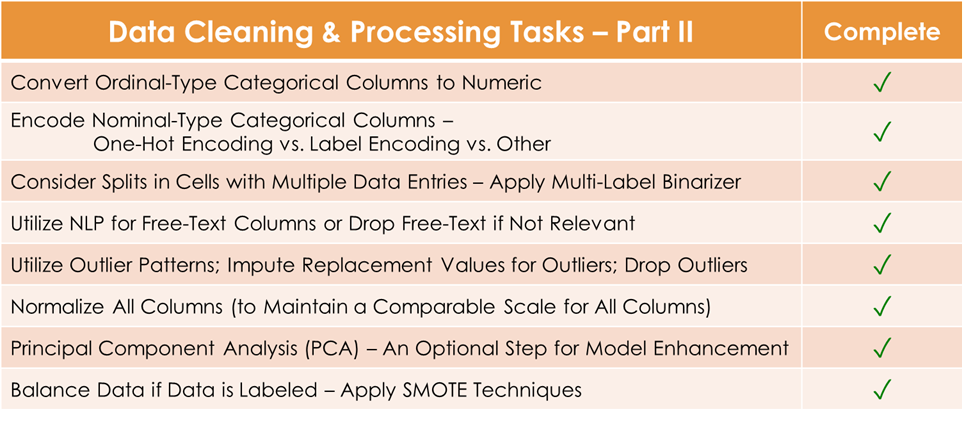 Data Cleaning & Processing Tasks – Part II
Complete
Convert Ordinal-Type Categorical Columns to Numeric
✓
Encode Nominal-Type Categorical Columns –
One-Hot Encoding vs. Label Encoding vs. Other
✓
Consider Splits in Cells with Multiple Data Entries – Apply Multi-Label Binarizer
✓
Utilize NLP for Free-Text Columns or Drop Free-Text if Not Relevant
✓
Utilize Outlier Patterns; Impute Replacement Values for Outliers; Drop Outliers
✓
Normalize All Columns (to Maintain a Comparable Scale for All Columns)
✓
Principal Component Analysis (PCA) – An Optional Step for Model Enhancement
✓
Balance Data if Data is Labeled – Apply SMOTE Techniques
✓